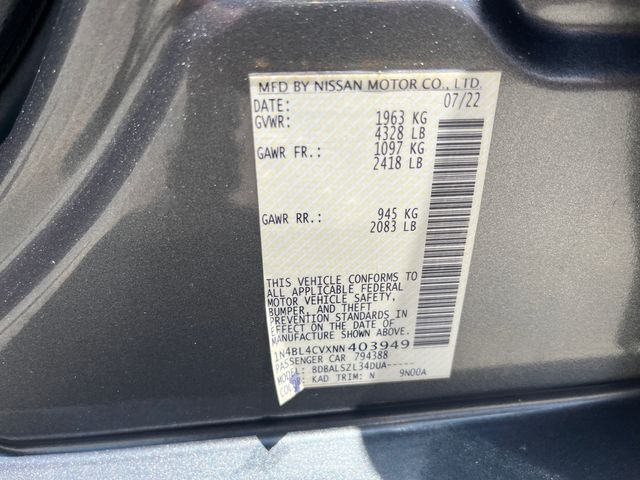 MFD BY NISSAN MOTOR CO., LTD.
DATE: 07/22
GVWR: 1963 KG
4328 LB
GAWR FR.: 1097 KG
2418 LB
GAWR RR.: 945 KG
2083 LB
THIS VEHICLE CONFORMS TO
ALL APPLICABLE FEDERAL
MOTOR VEHICLE SAFETY,
BUMPER, AND THEFT
PREVENTION STANDARDS IN
EFFECT ON THE DATE OF
MANUFACTURE SHOWN ABOVE.
1N4BL4CVXNN403949
PASSENGER CAR 794388
MODEL: BDBALSZL34DUA-----
KAD TRIM: N 9N00A